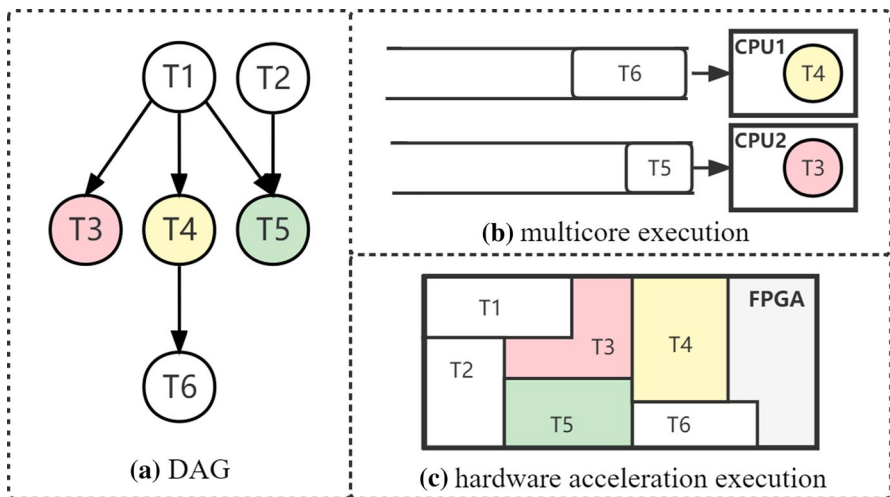 T1 T2
T3 T4 T5
T6
(a) DAG
T6 CPU1 T4
T5 CPU2 T3
(b) multicore execution
T1 T3 T4 FPGA
T2
T5 T6
(c) hardware acceleration execution